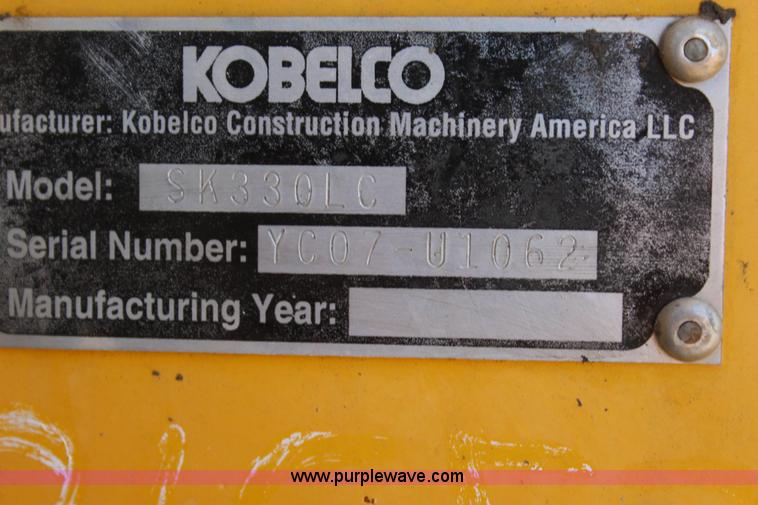 KOBELCO
ufacturer: Kobelco Construction Machinery America LLC
Model: SK330LC
Serial Number: YC07-U1062
Manufacturing Year:
www.purplewave.com